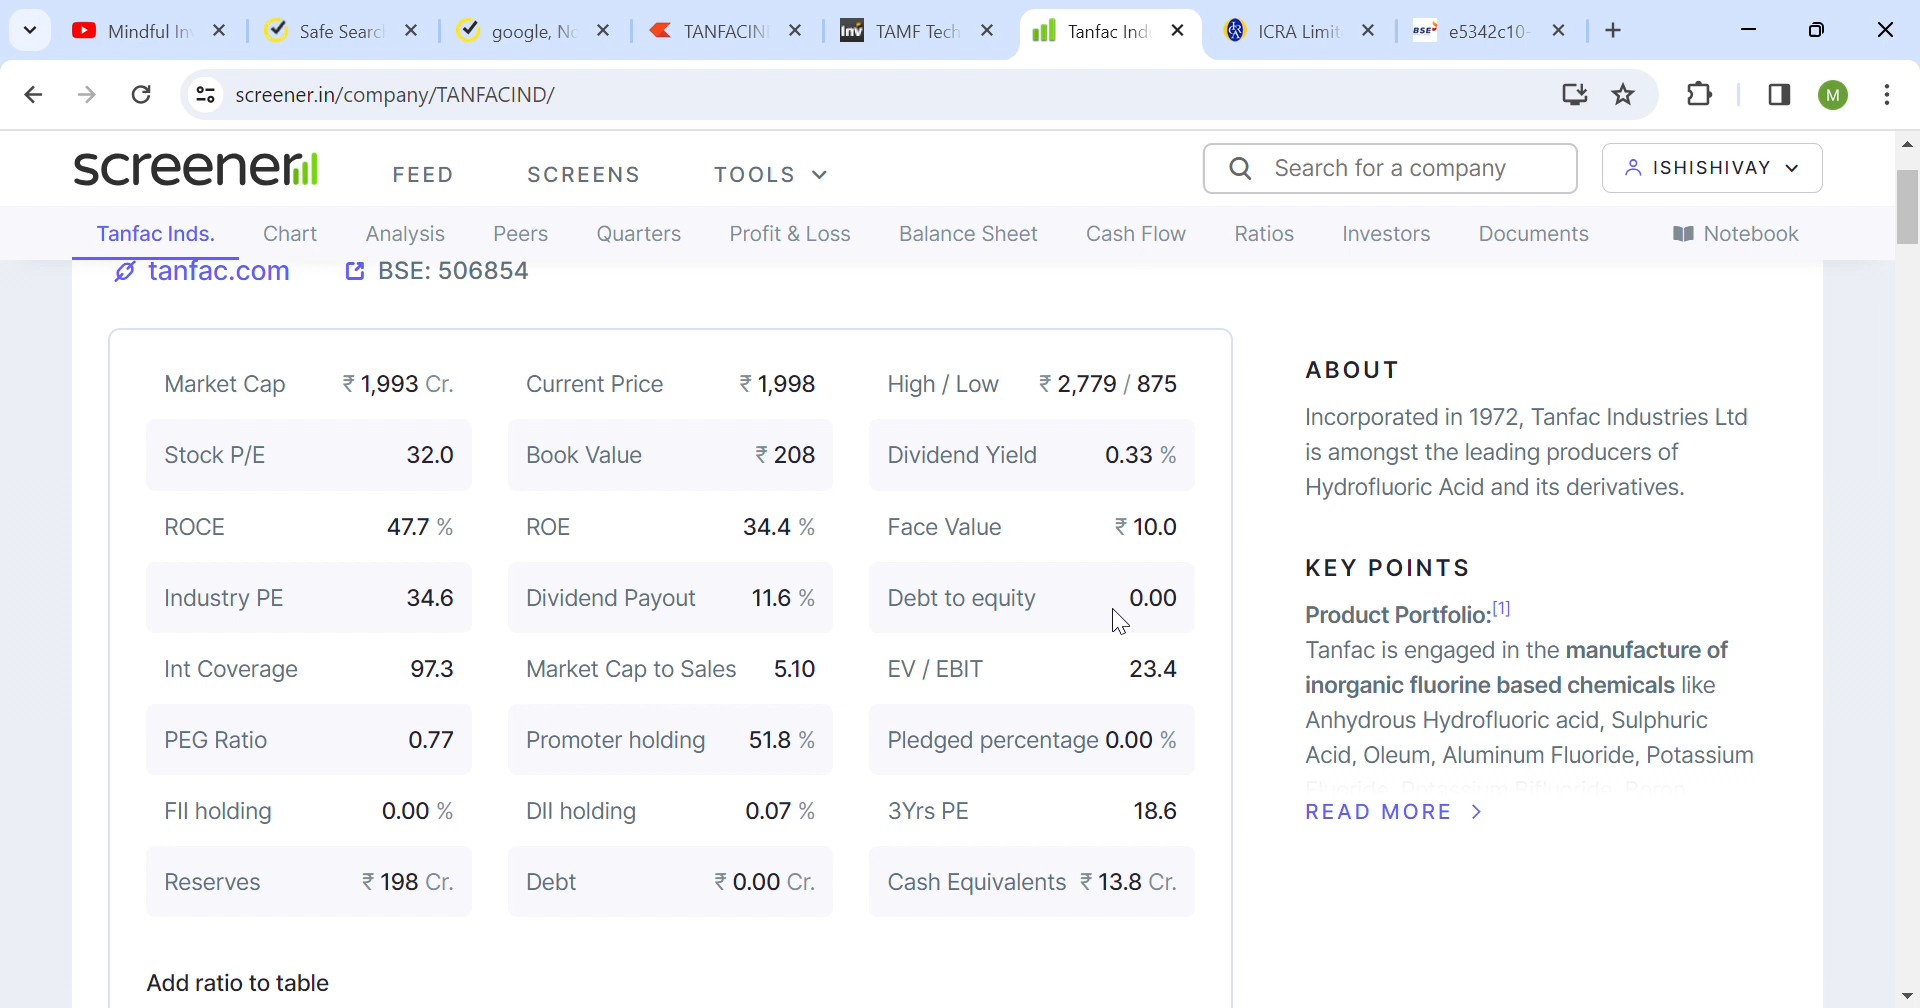 Mindful In
Safe Searc
google, No
TANFACIN
TAMF Tech
Tanfac Ind
ICRA Limit
e5342c10-
screener.in/company/TANFACIND/
M
screener
FEED
SCREENS
TOOLS
Search for a company
ISHISHIVAY
Tanfac Inds.
Chart
Analysis
Peers
Quarters
Profit & Loss
Balance Sheet
Cash Flow
Ratios
Investors
Documents
Notebook
tanfac.com
BSE: 506854
Market Cap ₹ 1,993 Cr.
Current Price ₹ 1,998
High / Low ₹ 2,779 / 875
Stock P/E 32.0
Book Value ₹ 208
Dividend Yield 0.33 %
ROCE 47.7 %
ROE 34.4 %
Face Value ₹ 10.0
Industry PE 34.6
Dividend Payout 11.6 %
Debt to equity 0.00
Int Coverage 97.3
Market Cap to Sales 5.10
EV / EBIT 23.4
PEG Ratio 0.77
Promoter holding 51.8 %
Pledged percentage 0.00 %
FII holding 0.00 %
DII holding 0.07 %
3Yrs PE 18.6
Reserves ₹ 198 Cr.
Debt ₹ 0.00 Cr.
Cash Equivalents ₹ 13.8 Cr.
Add ratio to table
ABOUT
Incorporated in 1972, Tanfac Industries Ltd
is amongst the leading producers of
Hydrofluoric Acid and its derivatives.
KEY POINTS
Product Portfolio:[1]
Tanfac is engaged in the manufacture of
inorganic fluorine based chemicals like
Anhydrous Hydrofluoric acid, Sulphuric
Acid, Oleum, Aluminum Fluoride, Potassium
READ MORE